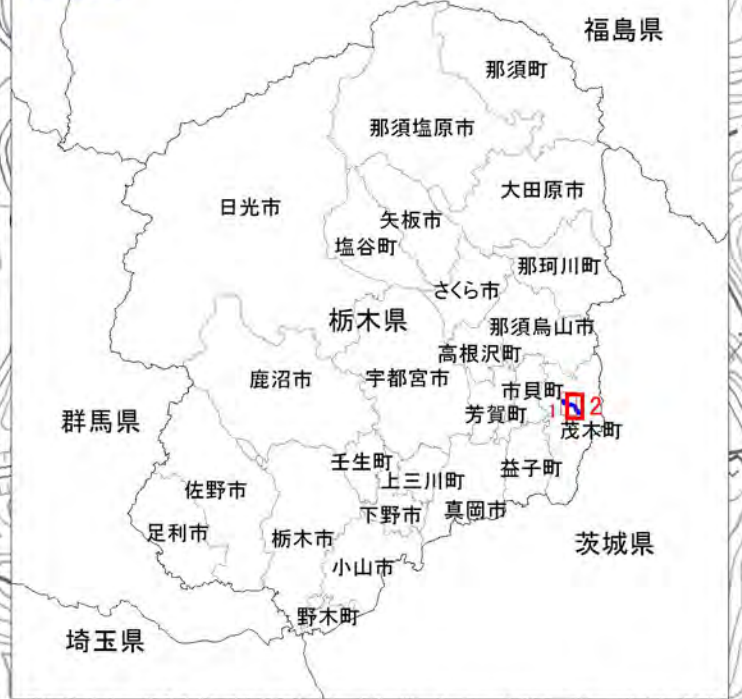 福島県
那須町
那須塩原市
大田原市
日光市
矢板市
塩谷町
那珂川町
さくら市
栃木県
那須烏山市
高根沢町
鹿沼市
宇都宮市
市貝町
1
2
芳賀町
群馬県
茂木町
壬生町
益子町
上三川町
佐野市
真岡市
下野市
足利市
栃木市
茨城県
小山市
野木町
埼玉県